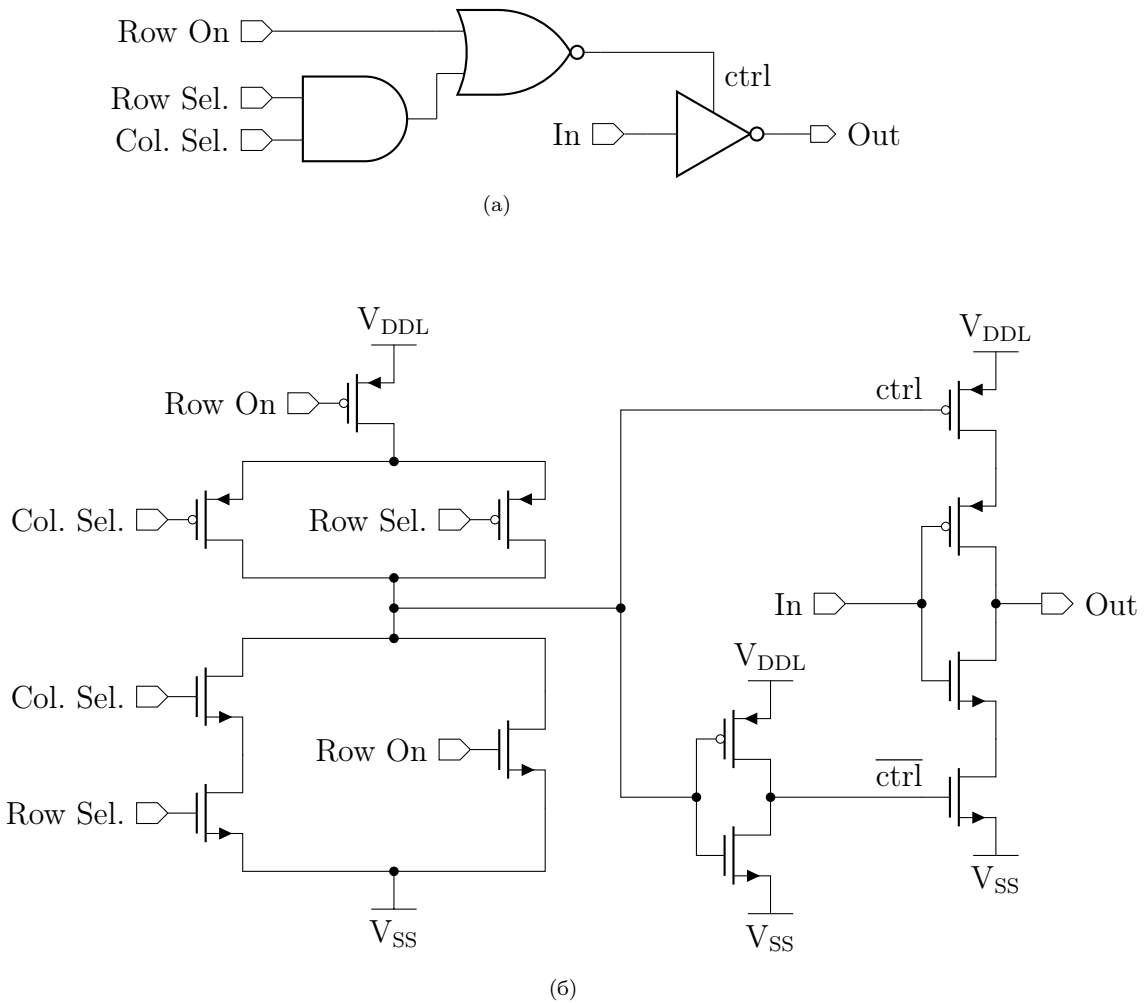 Row On
ctrl
Row Sel.
Col. Sel.
In
Out
(а)
V_DDL
V_DDL
ctrl
Row On
Col. Sel.
Row Sel.
In
Out
V_DDL
Col. Sel.
Row On
c̅t̅r̅l̅
Row Sel.
V_SS
V_SS
V_SS
(б)